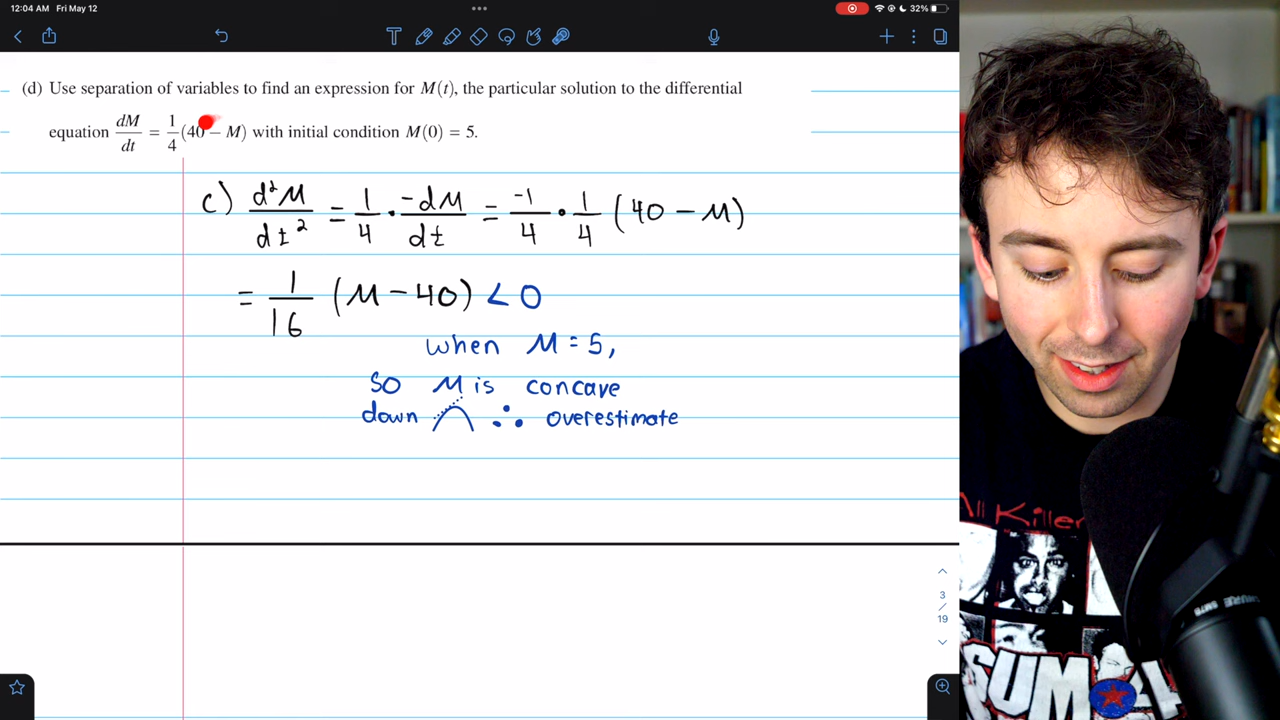 12:04 AM Fri May 12
32%
(d) Use separation of variables to find an expression for M(t), the particular solution to the differential
equation dM/dt = 1/4 (40 − M) with initial condition M(0) = 5.
c) d²M/dt² = 1/4 · -dM/dt = -1/4 · 1/4 (40 - M)
= 1/16 (M - 40) < 0
when M = 5,
So M is concave
down ∴ overestimate
3
/
19
All Killer
SUM
SHURE SM7B